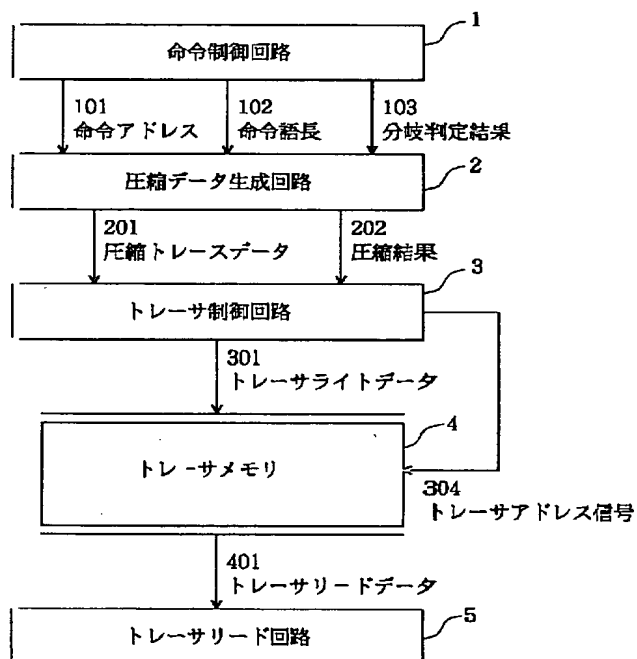 1
命令制御回路
101
命令アドレス
102
命令語長
103
分岐判定結果
2
圧縮データ生成回路
201
圧縮トレースデータ
202
圧縮結果
3
トレーサ制御回路
301
トレーサライトデータ
4
トレーサメモリ
304
トレーサアドレス信号
401
トレーサリードデータ
5
トレーサリード回路